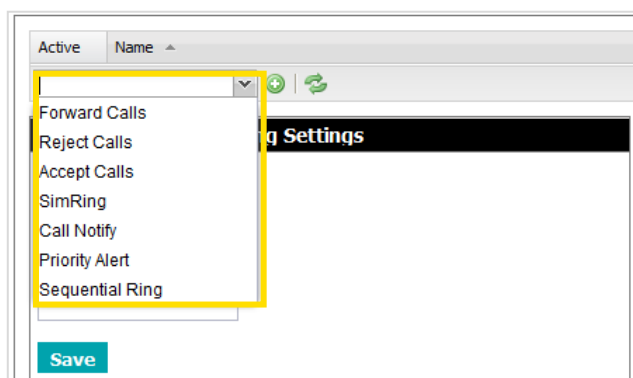 Active Name
Forward Calls
Reject Calls
g Settings
Accept Calls
SimRing
Call Notify
Priority Alert
Sequential Ring
Save